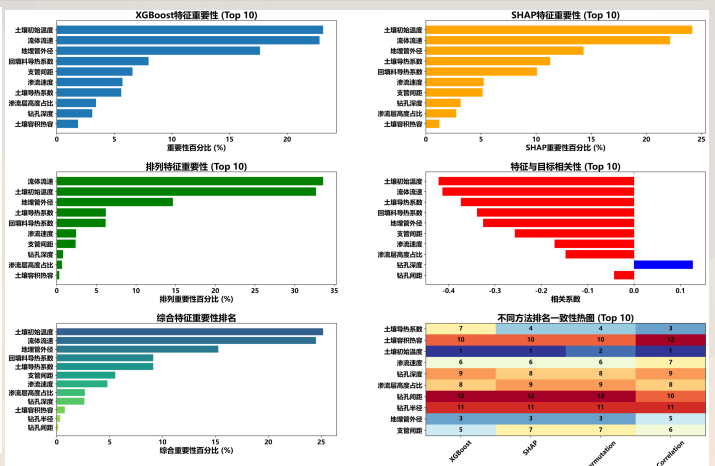 XGBoost特征重要性 (Top 10)
土壤初始温度
流体流速
地埋管外径
回填料导热系数
支管间距
渗流速度
土壤导热系数
渗流层高度占比
钻孔深度
土壤容积热容
0 5 10 15 20
重要性百分比 (%)
SHAP特征重要性 (Top 10)
土壤初始温度
流体流速
地埋管外径
土壤导热系数
回填料导热系数
渗流速度
支管间距
钻孔深度
渗流层高度占比
土壤容积热容
0 5 10 15 20 25
SHAP重要性百分比 (%)
排列特征重要性 (Top 10)
流体流速
土壤初始温度
地埋管外径
土壤导热系数
回填料导热系数
渗流速度
支管间距
钻孔深度
渗流层高度占比
土壤容积热容
0 5 10 15 20 25 30 35
排列重要性百分比 (%)
特征与目标相关性 (Top 10)
土壤初始温度
流体流速
土壤导热系数
回填料导热系数
地埋管外径
支管间距
渗流速度
渗流层高度占比
钻孔深度
钻孔间距
-0.4 -0.3 -0.2 -0.1 0.0 0.1
相关系数
综合特征重要性排名
土壤初始温度
流体流速
地埋管外径
回填料导热系数
土壤导热系数
支管间距
渗流速度
渗流层高度占比
钻孔深度
土壤容积热容
钻孔半径
钻孔间距
0 5 10 15 20 25
综合重要性百分比 (%)
不同方法排名一致性热图 (Top 10)
土壤导热系数 7 4 4 3
土壤容积热容 10 10 10 12
土壤初始温度 1 1 2 1
渗流速度 6 6 6 7
钻孔深度 9 8 8 9
渗流层高度占比 8 9 9 8
钻孔间距 12 12 12 10
钻孔半径 11 11 11 11
地埋管外径 3 3 3 5
支管间距 5 7 7 6
XGBoost SHAP rmutation Correlation